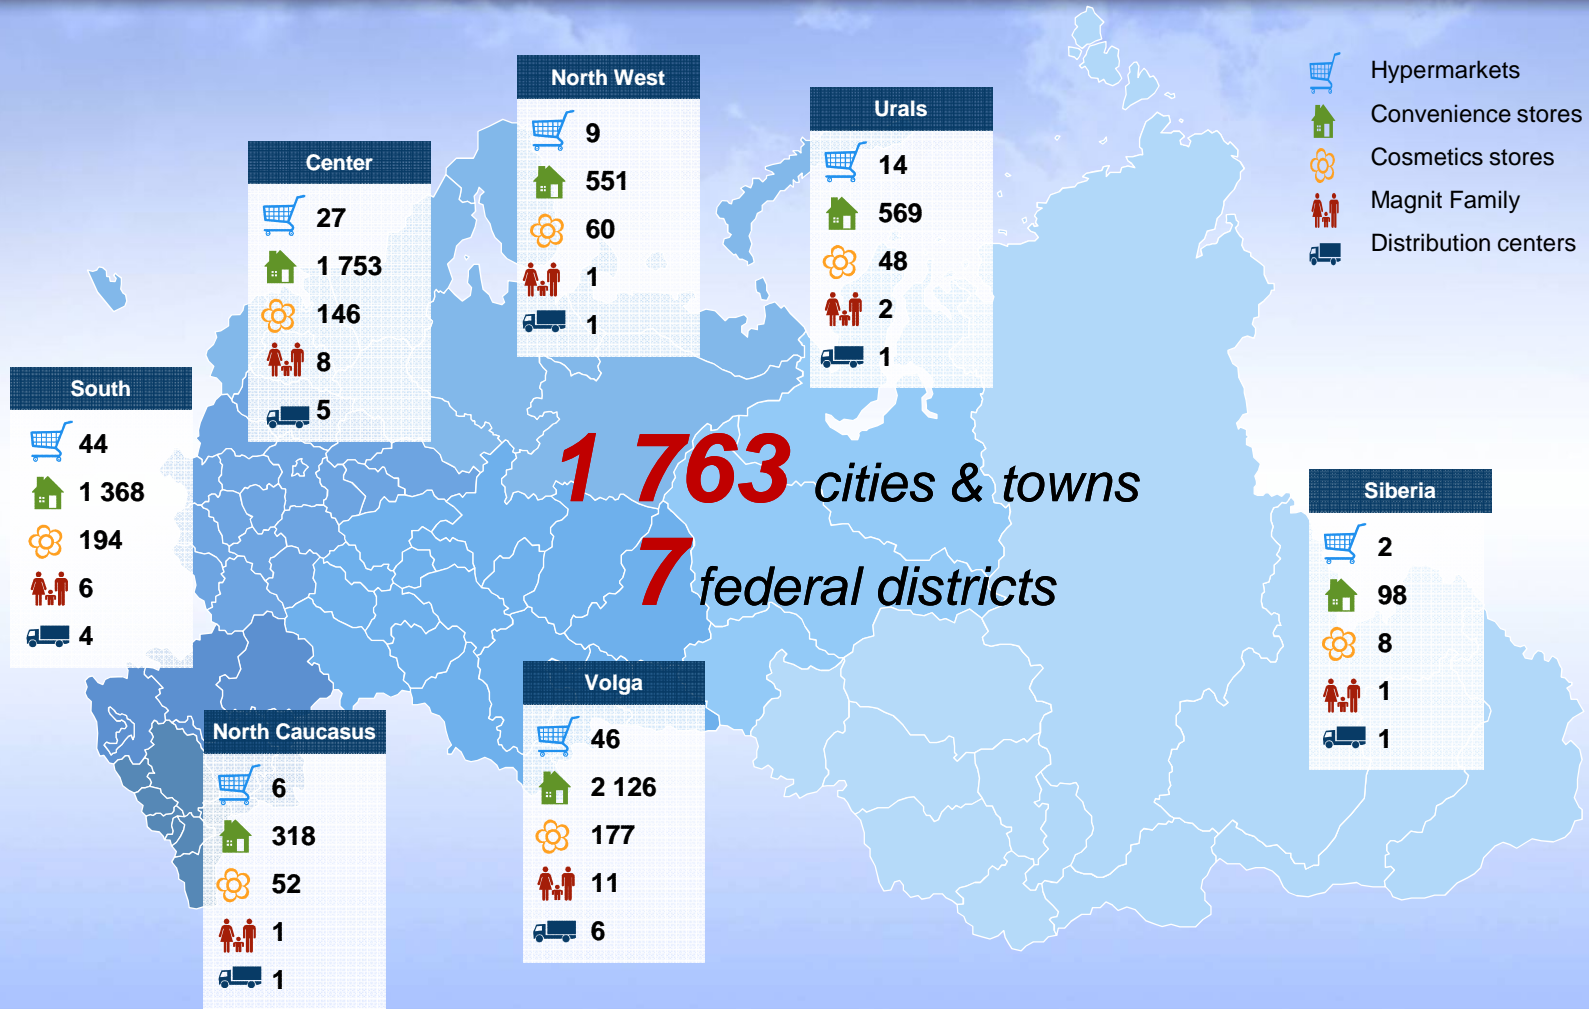 North West
9
551
60
1
1
Urals
14
569
48
2
1
Hypermarkets
Convenience stores
Cosmetics stores
Magnit Family
Distribution centers
Center
27
1 753
146
8
5
South
44
1 368
194
6
4
1 763 cities & towns
7 federal districts
Siberia
2
98
8
1
1
North Caucasus
6
318
52
1
1
Volga
46
2 126
177
11
6